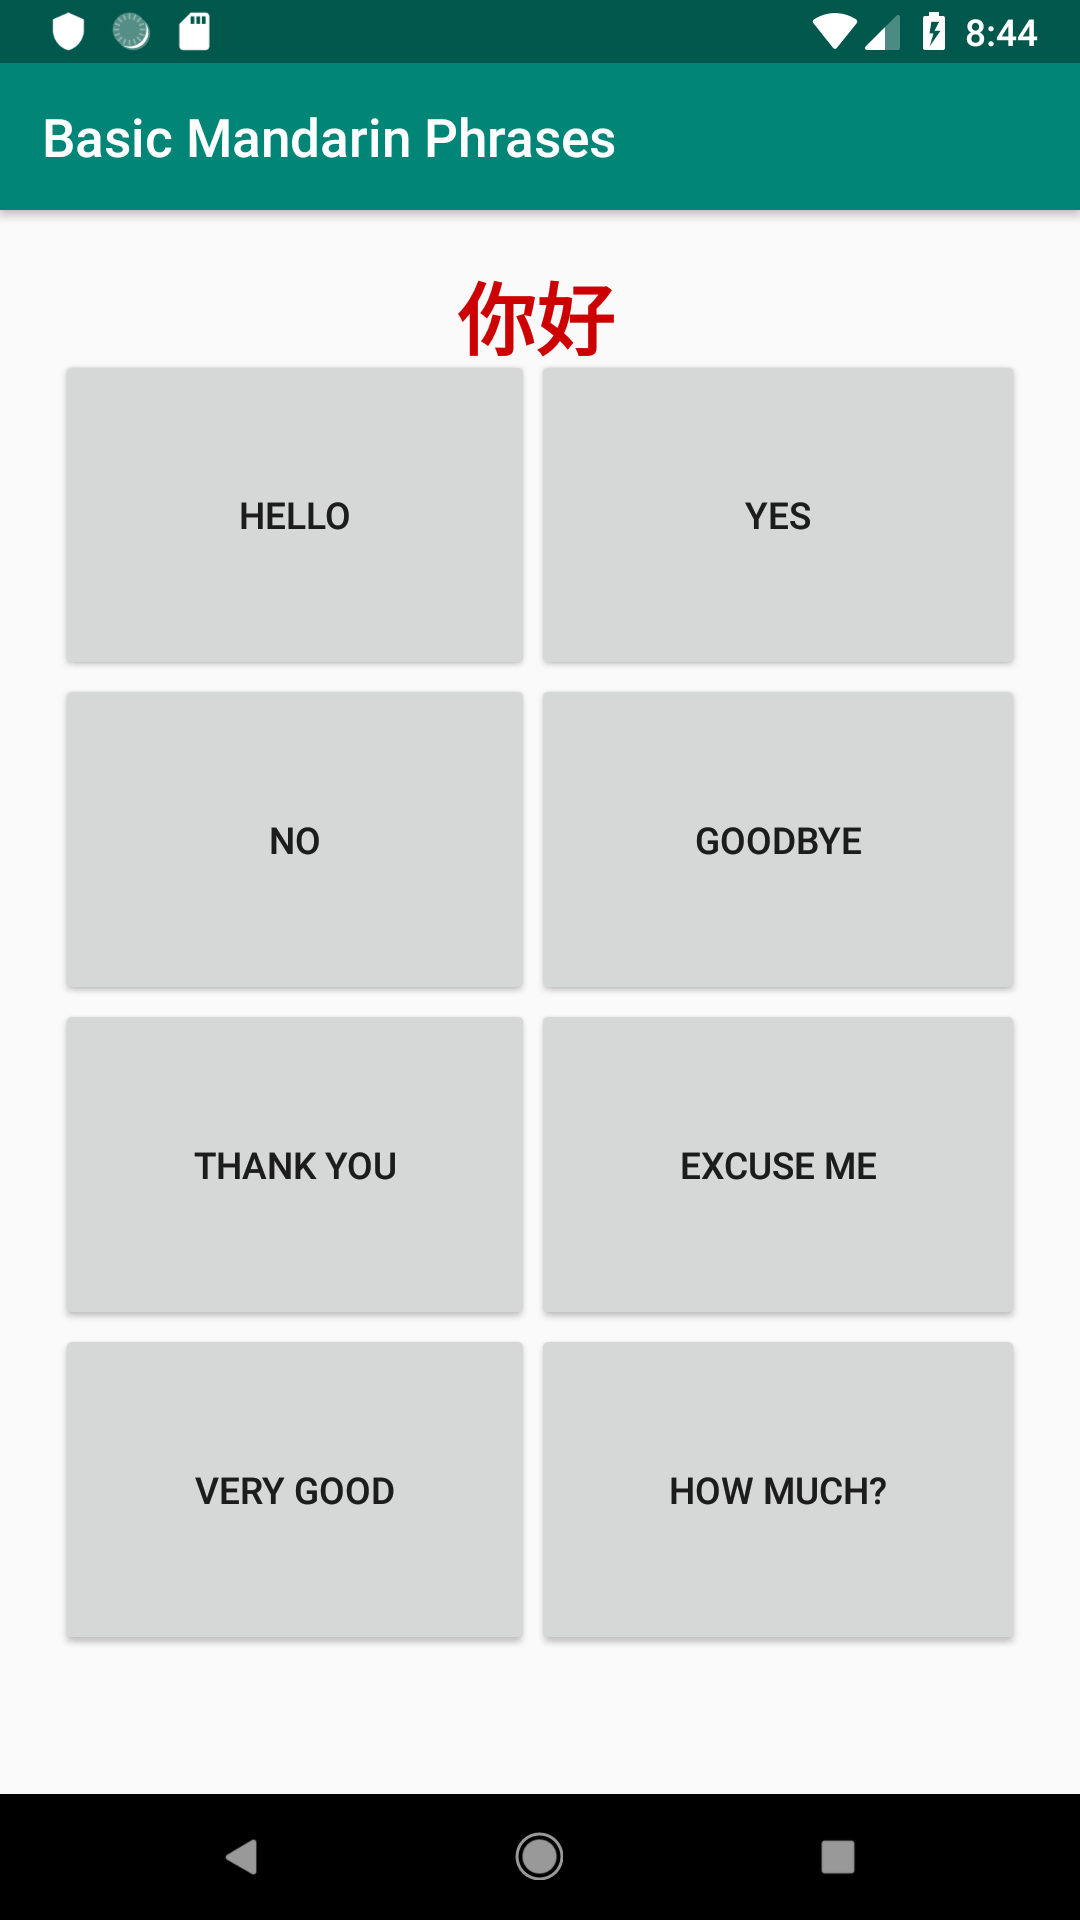 8:44
Basic Mandarin Phrases
你好
HELLO
YES
NO
GOODBYE
THANK YOU
EXCUSE ME
VERY GOOD
HOW MUCH?